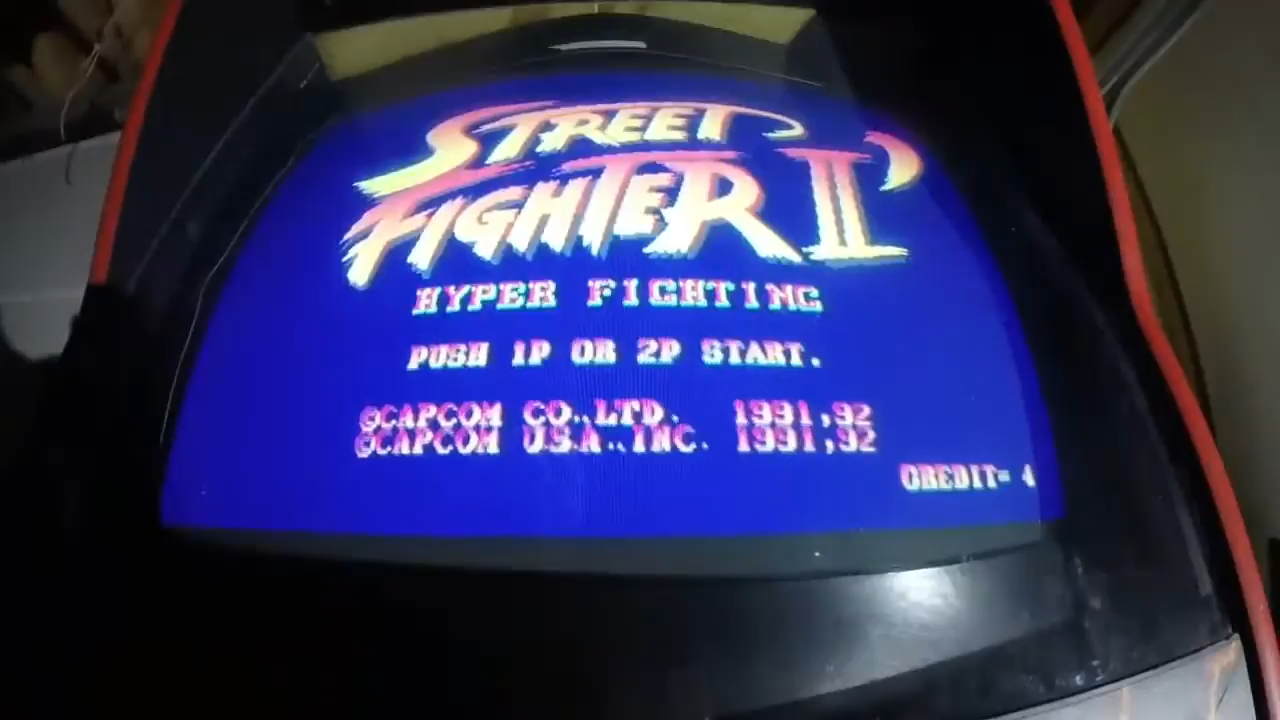 STREET
FIGHTER II'
HYPER FIGHTING
PUSH 1P OR 2P START.
©CAPCOM CO.,LTD. 1991,92
©CAPCOM U.S.A.,INC. 1991,92
CREDIT= 4